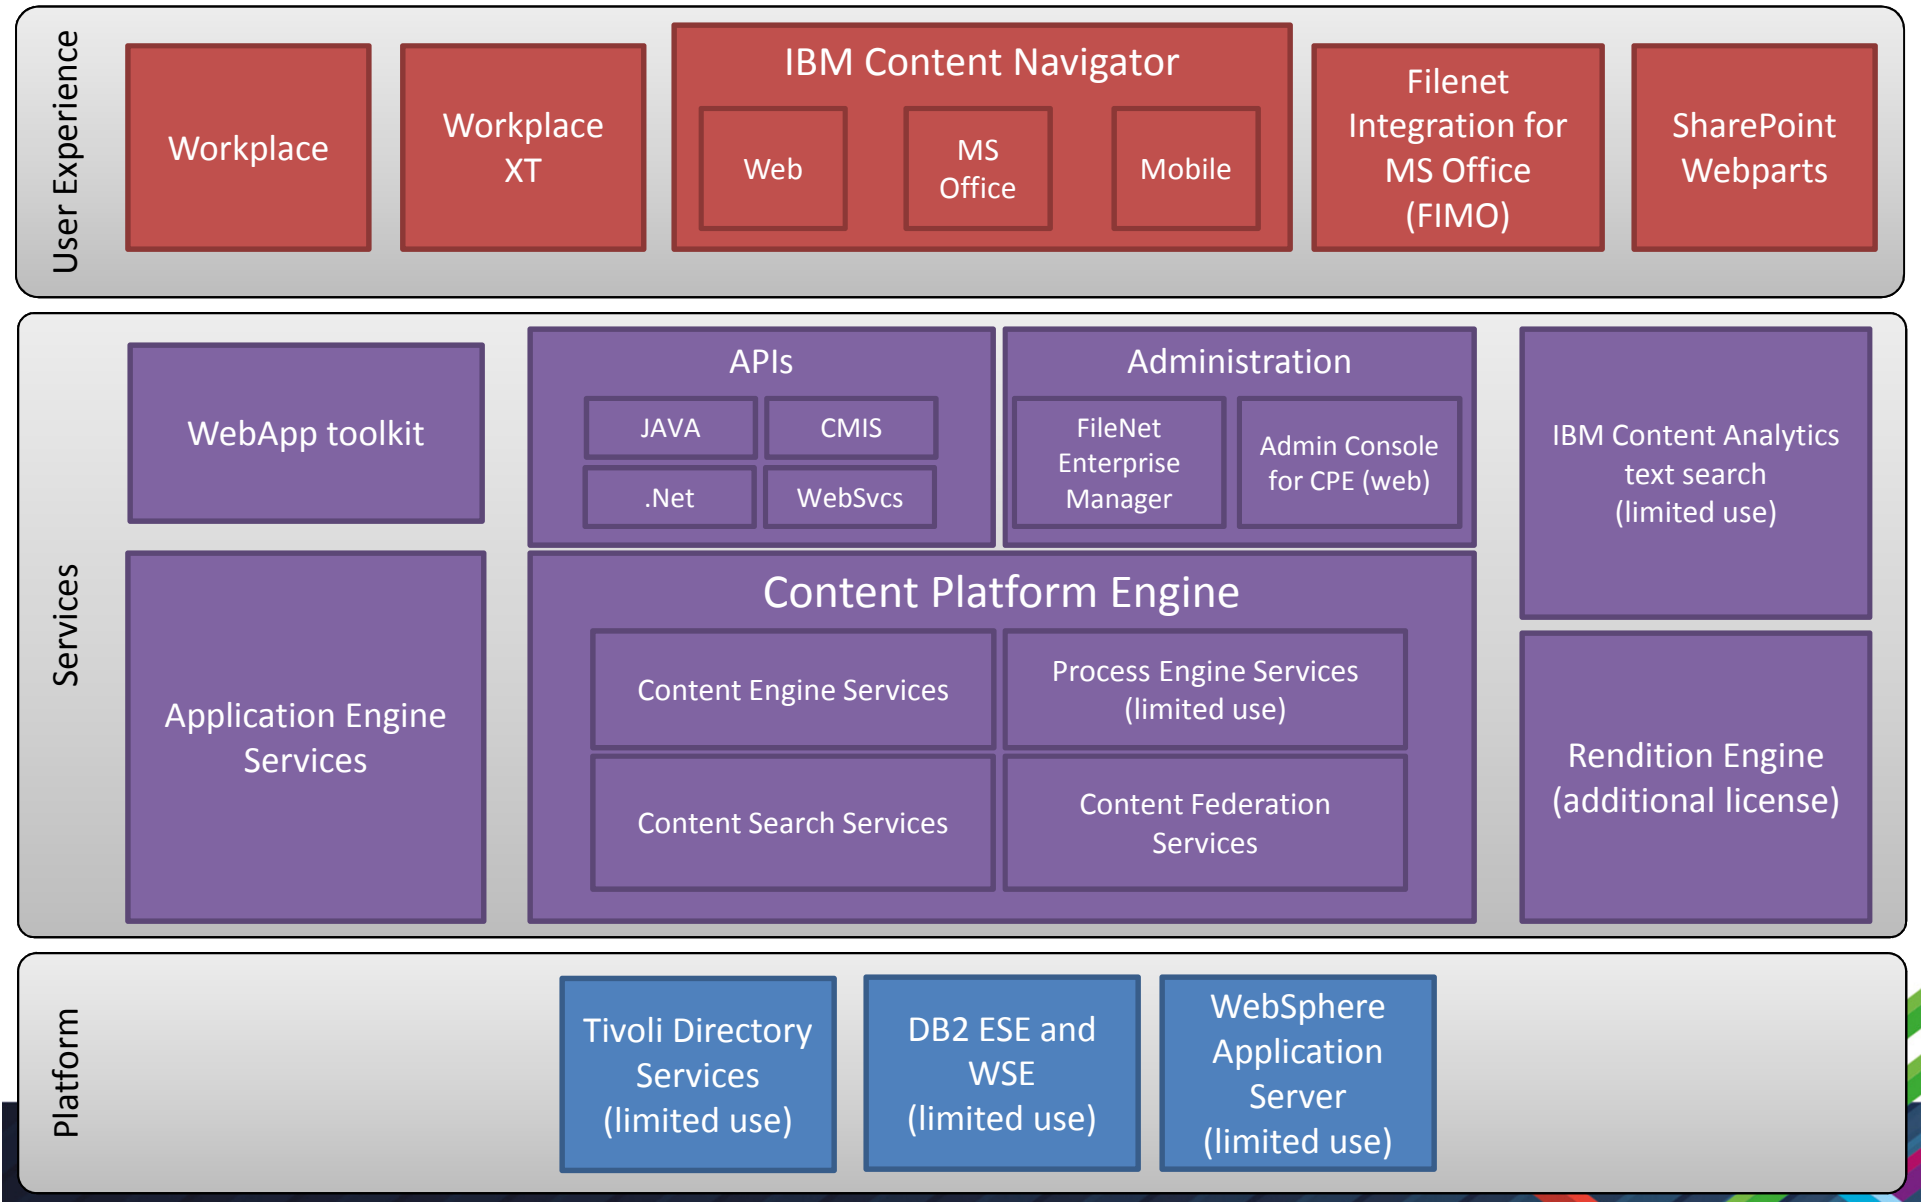 User Experience
Workplace
Workplace
XT
IBM Content Navigator
Web
MS
Office
Mobile
Filenet
Integration for
MS Office
(FIMO)
SharePoint
Webparts
Services
WebApp toolkit
APIs
JAVA
CMIS
.Net
WebSvcs
Administration
FileNet
Enterprise
Manager
Admin Console
for CPE (web)
IBM Content Analytics
text search
(limited use)
Application Engine
Services
Content Platform Engine
Content Engine Services
Process Engine Services
(limited use)
Content Search Services
Content Federation
Services
Rendition Engine
(additional license)
Platform
Tivoli Directory
Services
(limited use)
DB2 ESE and
WSE
(limited use)
WebSphere
Application
Server
(limited use)